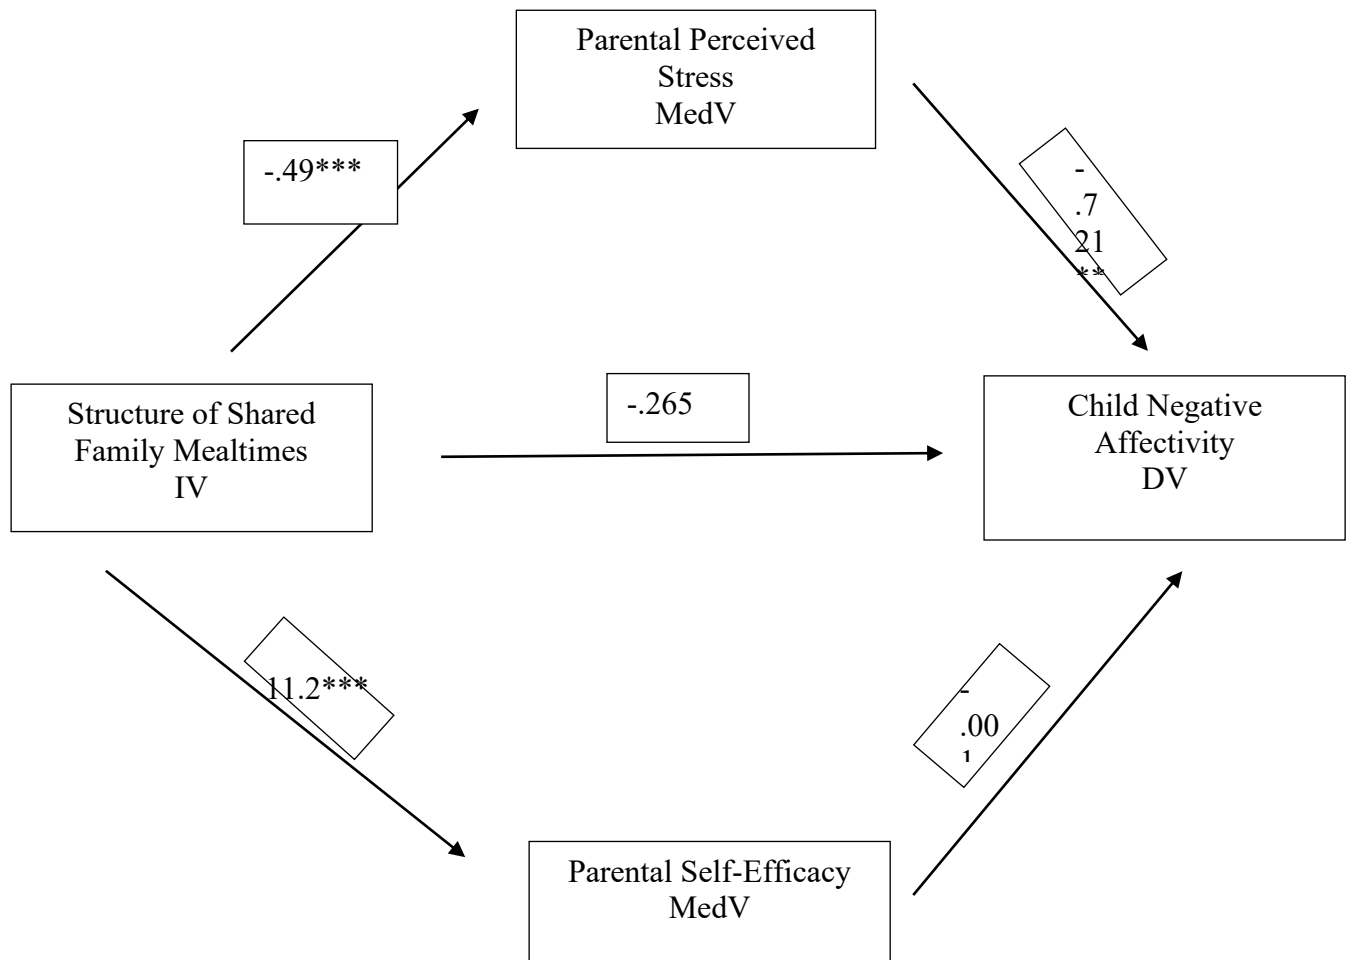 Parental Perceived
Stress
MedV
-.49***
-
.7
21
**
-.265
Structure of Shared
Family Mealtimes
IV
Child Negative
Affectivity
DV
11.2***
-
.00
1
Parental Self-Efficacy
MedV